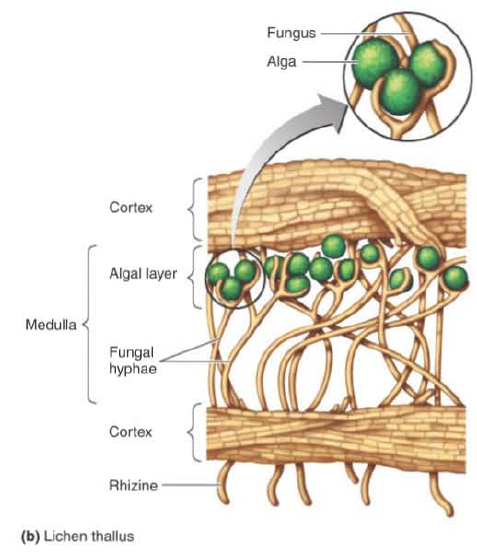 Fungus
Alga
Cortex
Algal layer
Medulla
Fungal
hyphae
Cortex
Rhizine
(b) Lichen thallus